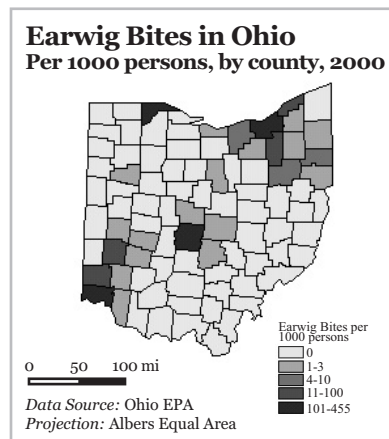 Earwig Bites in Ohio
Per 1000 persons, by county, 2000
Earwig Bites per
1000 persons
0
1-3
4-10
11-100
101-455
0 50 100 mi
Data Source: Ohio EPA
Projection: Albers Equal Area